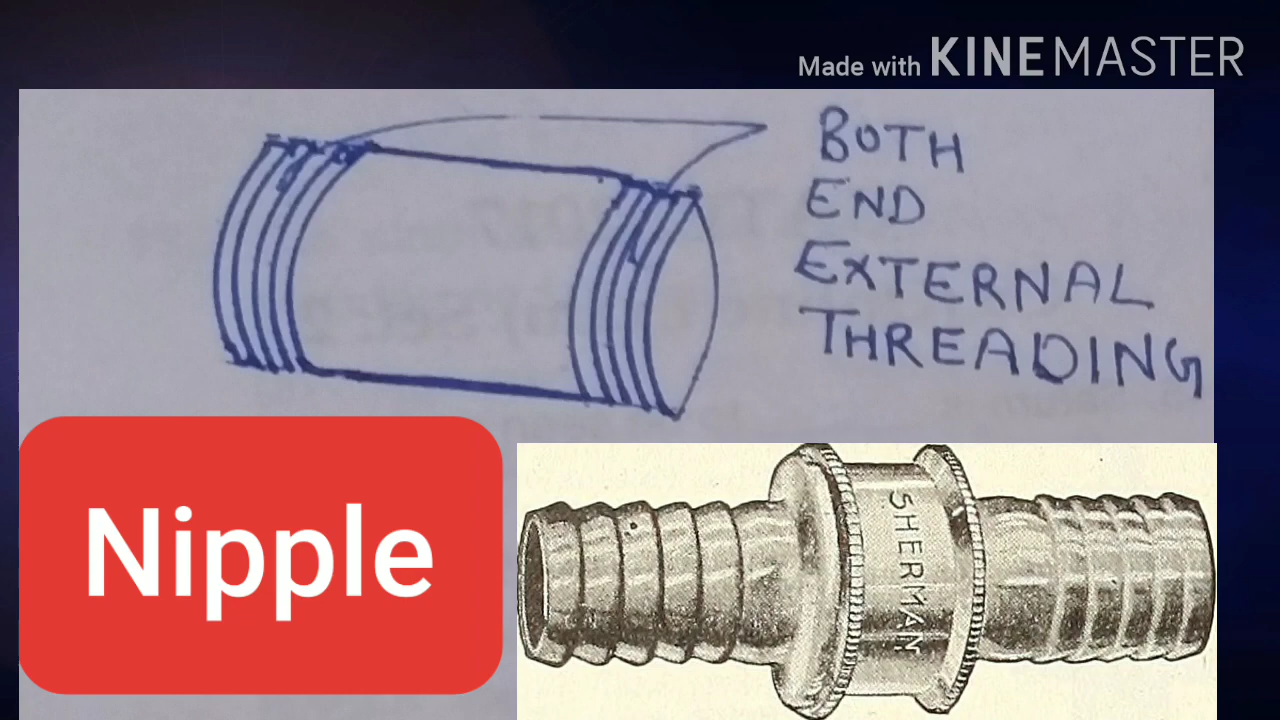 Made with KINEMASTER
BOTH
END
EXTERNAL
THREADING
Nipple
SHERMAN